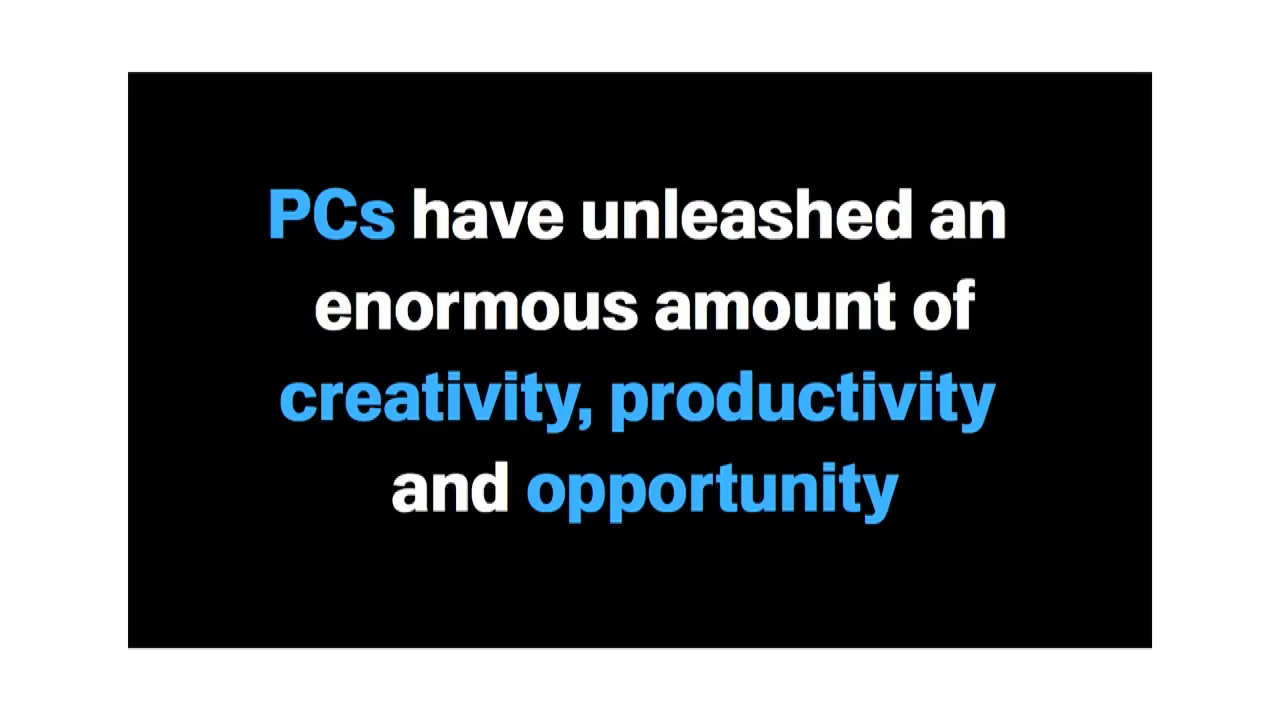 PCs have unleashed an
enormous amount of
creativity, productivity
and opportunity